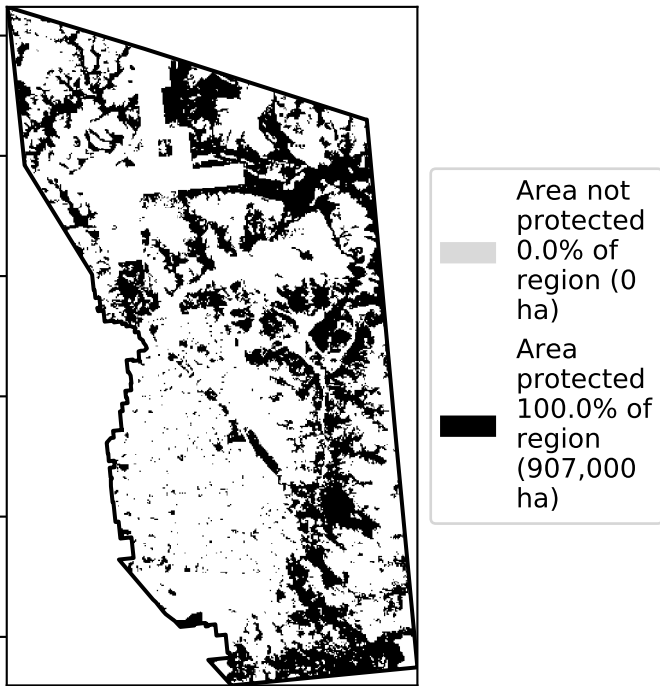 Area not
protected
0.0% of
region (0
ha)
Area
protected
100.0% of
region
(907,000
ha)